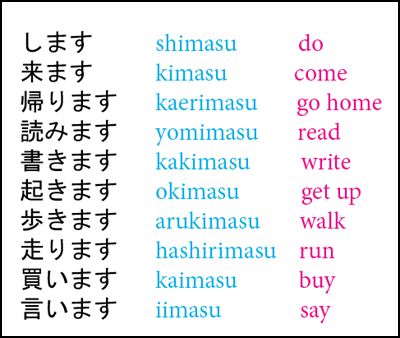 します shimasu do
来ます kimasu come
帰ります kaerimasu go home
読みます yomimasu read
書きます kakimasu write
起きます okimasu get up
歩きます arukimasu walk
走ります hashirimasu run
買います kaimasu buy
言います iimasu say